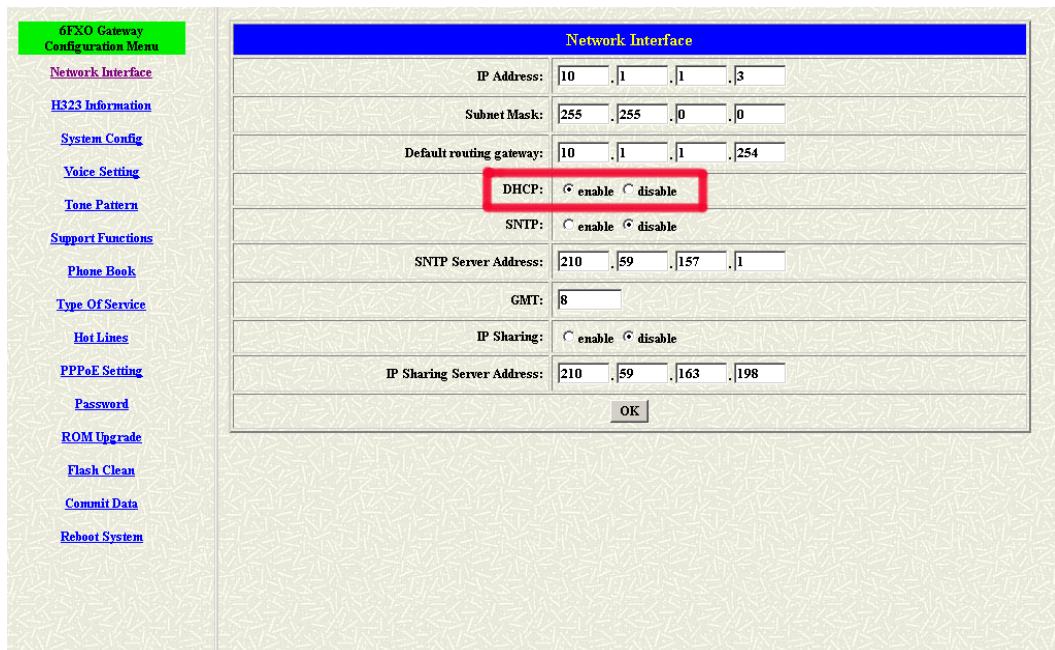 6FXO Gateway
Configuration Menu
Network Interface
H323 Information
System Config
Voice Setting
Tone Pattern
Support Functions
Phone Book
Type Of Service
Hot Lines
PPPoE Setting
Password
ROM Upgrade
Flash Clean
Commit Data
Reboot System
Network Interface
IP Address: 10 . 1 . 1 . 3
Subnet Mask: 255 . 255 . 0 . 0
Default routing gateway: 10 . 1 . 1 . 254
DHCP: enable disable
SNTP: enable disable
SNTP Server Address: 210 . 59 . 157 . 1
GMT: 8
IP Sharing: enable disable
IP Sharing Server Address: 210 . 59 . 163 . 198
OK